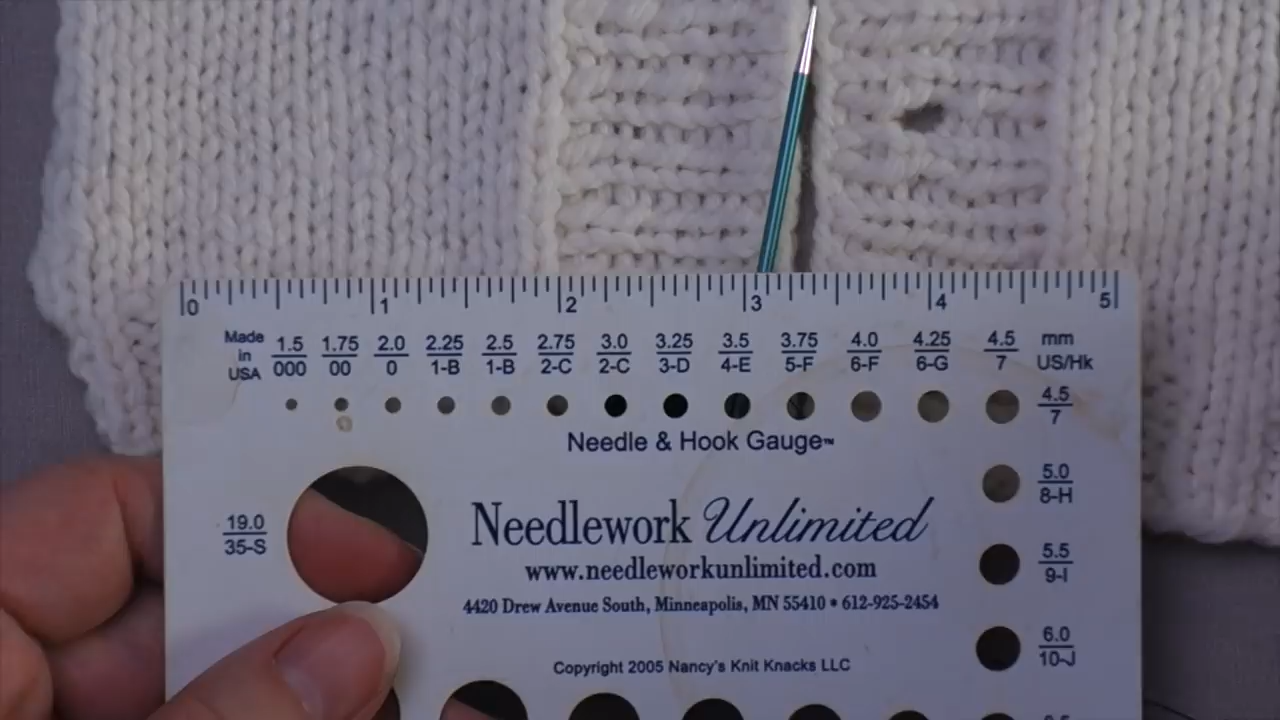 0 1 2 3 4 5
Made in USA
1.5 1.75 2.0 2.25 2.5 2.75 3.0 3.25 3.5 3.75 4.0 4.25 4.5 mm
000 00 0 1-B 1-B 2-C 2-C 3-D 4-E 5-F 6-F 6-G 7 US/Hk
4.5
7
Needle & Hook Gauge™
5.0
8-H
Needlework Unlimited
19.0
35-S
www.needleworkunlimited.com
5.5
9-I
4420 Drew Avenue South, Minneapolis, MN 55410 • 612-925-2454
6.0
10-J
Copyright 2005 Nancy's Knit Knacks LLC